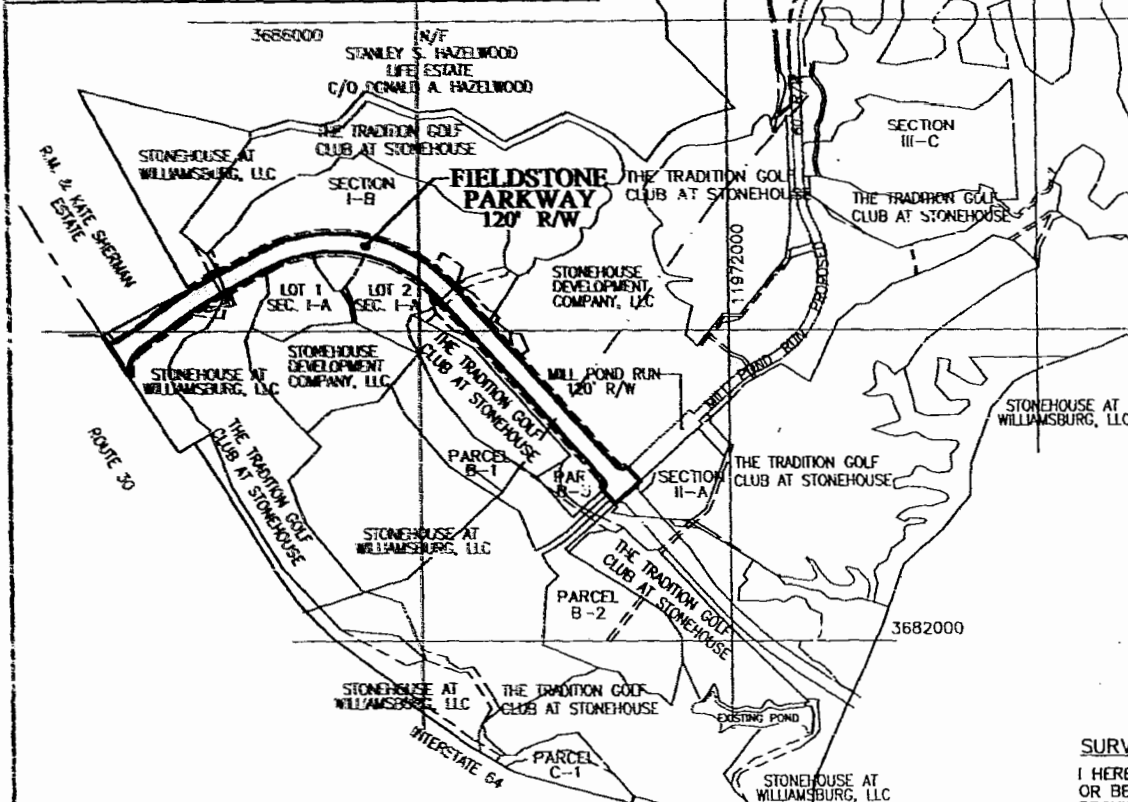 3686000
N/F
STANLEY S. HAZELWOOD
LIFE ESTATE
C/O DONALD A. HAZELWOOD
THE TRADITION GOLF
CLUB AT STONEHOUSE
STONEHOUSE AT
WILLIAMSBURG, LLC
SECTION
I-B
FIELDSTONE
PARKWAY
120' R/W
THE TRADITION GOLF
CLUB AT STONEHOUSE
SECTION
III-C
THE TRADITION GOLF
CLUB AT STONEHOUSE
R.M. & KATE SHERMAN
ESTATE
11972000
STONEHOUSE
DEVELOPMENT
COMPANY, LLC
LOT 1
SEC. I-A
LOT 2
SEC. I-A
MILL POND RUN PROPOSED
STONEHOUSE AT
WILLIAMSBURG, LLC
STONEHOUSE
DEVELOPMENT
COMPANY, LLC
THE TRADITION GOLF
CLUB AT STONEHOUSE
MILL POND RUN
120' R/W
STONEHOUSE AT
WILLIAMSBURG, LLC
ROUTE 30
THE TRADITION GOLF
CLUB AT STONEHOUSE
PARCEL
B-1
PAR
SECTION
II-A
THE TRADITION GOLF
CLUB AT STONEHOUSE
STONEHOUSE AT
WILLIAMSBURG, LLC
THE TRADITION GOLF
CLUB AT STONEHOUSE
PARCEL
B-2
3682000
STONEHOUSE AT
WILLIAMSBURG, LLC
THE TRADITION GOLF
CLUB AT STONEHOUSE
EXISTING POND
INTERSTATE 64
PARCEL
C-1
STONEHOUSE AT
WILLIAMSBURG, LLC
SURV
I HERE
OR BE